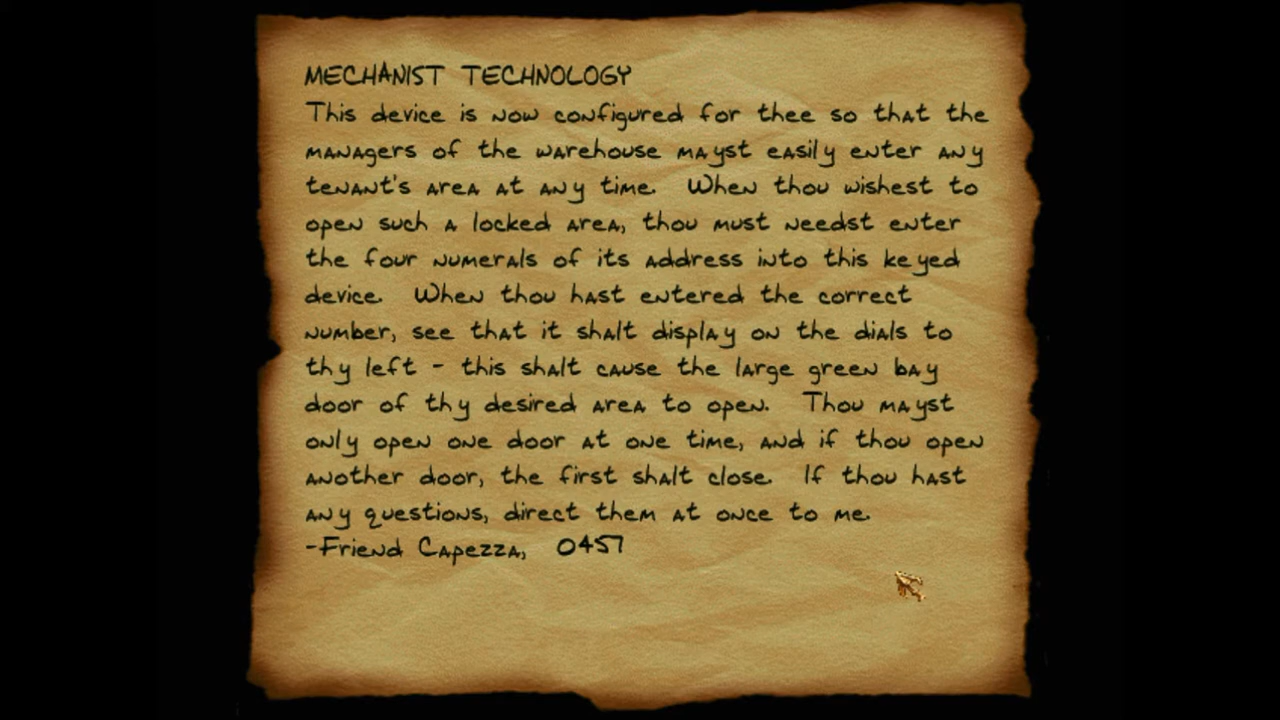 MECHANIST TECHNOLOGY
This device is now configured for thee so that the
managers of the warehouse mayst easily enter any
tenant's area at any time. When thou wishest to
open such a locked area, thou must needst enter
the four numerals of its address into this keyed
device. When thou hast entered the correct
number, see that it shalt display on the dials to
thy left - this shalt cause the large green bay
door of thy desired area to open. Thou mayst
only open one door at one time, and if thou open
another door, the first shalt close. If thou hast
any questions, direct them at once to me.
-Friend Capezza, 0451